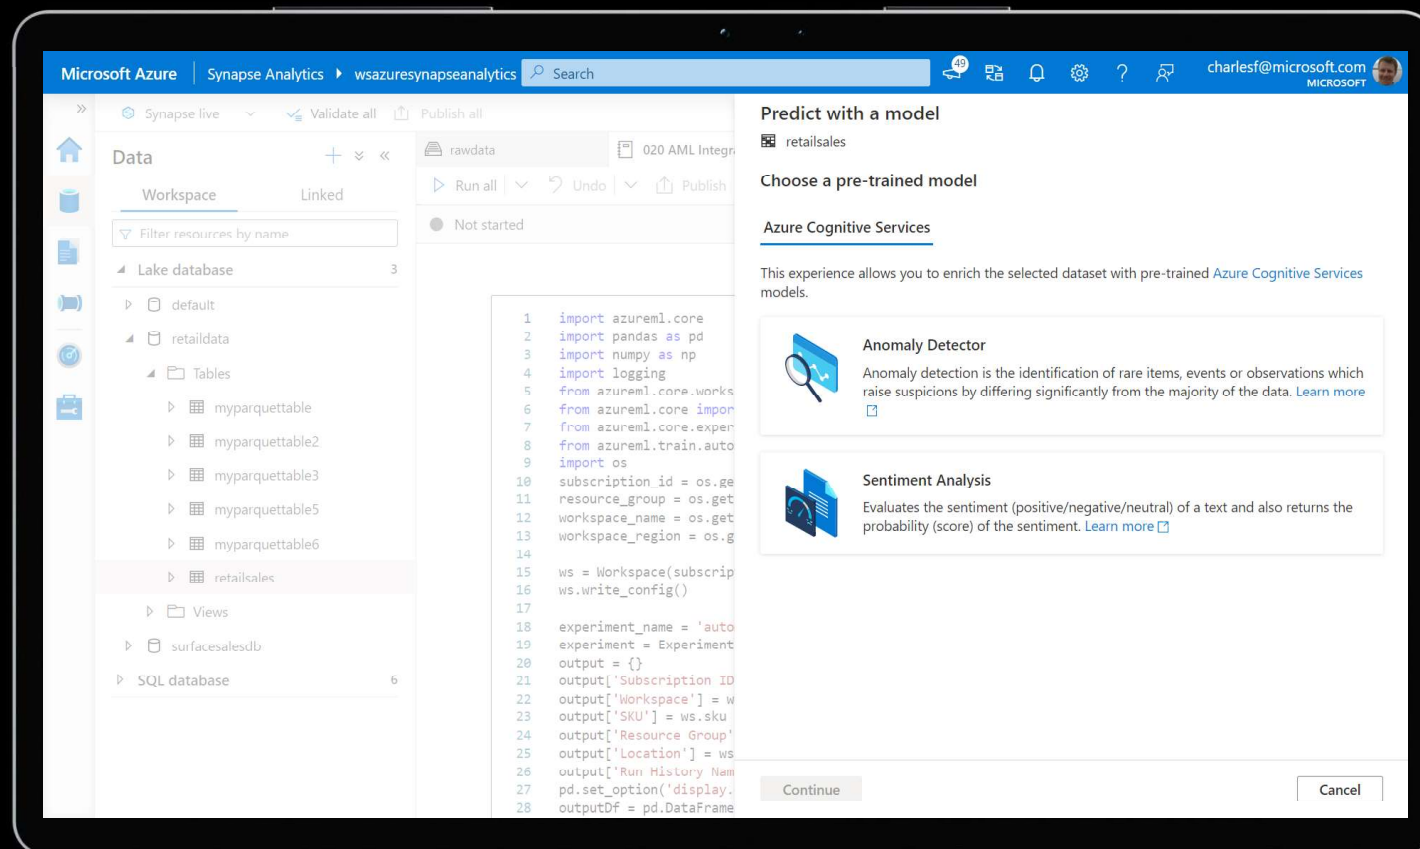 Microsoft Azure
Synapse Analytics
wsazuresynapseanalytics
Search
49
charlesf@microsoft.com
MICROSOFT
Synapse live
Validate all
Publish all
Data
Workspace
Linked
Filter resources by name
Lake database 3
default
retaildata
Tables
myparquettable
myparquettable2
myparquettable3
myparquettable5
myparquettable6
retailsales
Views
surfacesalesdb
SQL database 6
rawdata
020 AML Integr
Run all
Undo
Publish
Not started
1 import azureml.core
2 import pandas as pd
3 import numpy as np
4 import logging
5 from azureml.core.works
6 from azureml.core impor
7 from azureml.core.exper
8 from azureml.train.auto
9 import os
10 subscription_id = os.ge
11 resource_group = os.get
12 workspace_name = os.get
13 workspace_region = os.g
14
15 ws = Workspace(subscrip
16 ws.write_config()
17
18 experiment_name = 'auto
19 experiment = Experiment
20 output = {}
21 output['Subscription ID
22 output['Workspace'] = w
23 output['SKU'] = ws.sku
24 output['Resource Group'
25 output['Location'] = ws
26 output['Run History Nam
27 pd.set_option('display.
28 outputDf = pd.DataFrame
Predict with a model
retailsales
Choose a pre-trained model
Azure Cognitive Services
This experience allows you to enrich the selected dataset with pre-trained Azure Cognitive Services
models.
Anomaly Detector
Anomaly detection is the identification of rare items, events or observations which
raise suspicions by differing significantly from the majority of the data. Learn more
Sentiment Analysis
Evaluates the sentiment (positive/negative/neutral) of a text and also returns the
probability (score) of the sentiment. Learn more
Continue
Cancel